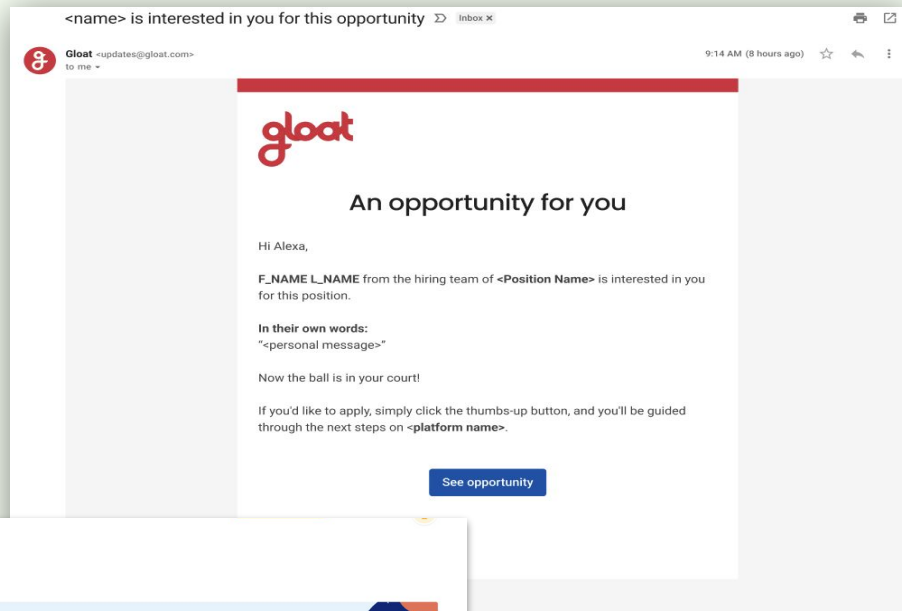 <name> is interested in you for this opportunity Inbox ×
Gloat <updates@gloat.com>
9:14 AM (8 hours ago)
to me
gloat
An opportunity for you
Hi Alexa,
F_NAME L_NAME from the hiring team of <Position Name> is interested in you
for this position.
In their own words:
"<personal message>"
Now the ball is in your court!
If you'd like to apply, simply click the thumbs-up button, and you'll be guided
through the next steps on <platform name>.
See opportunity